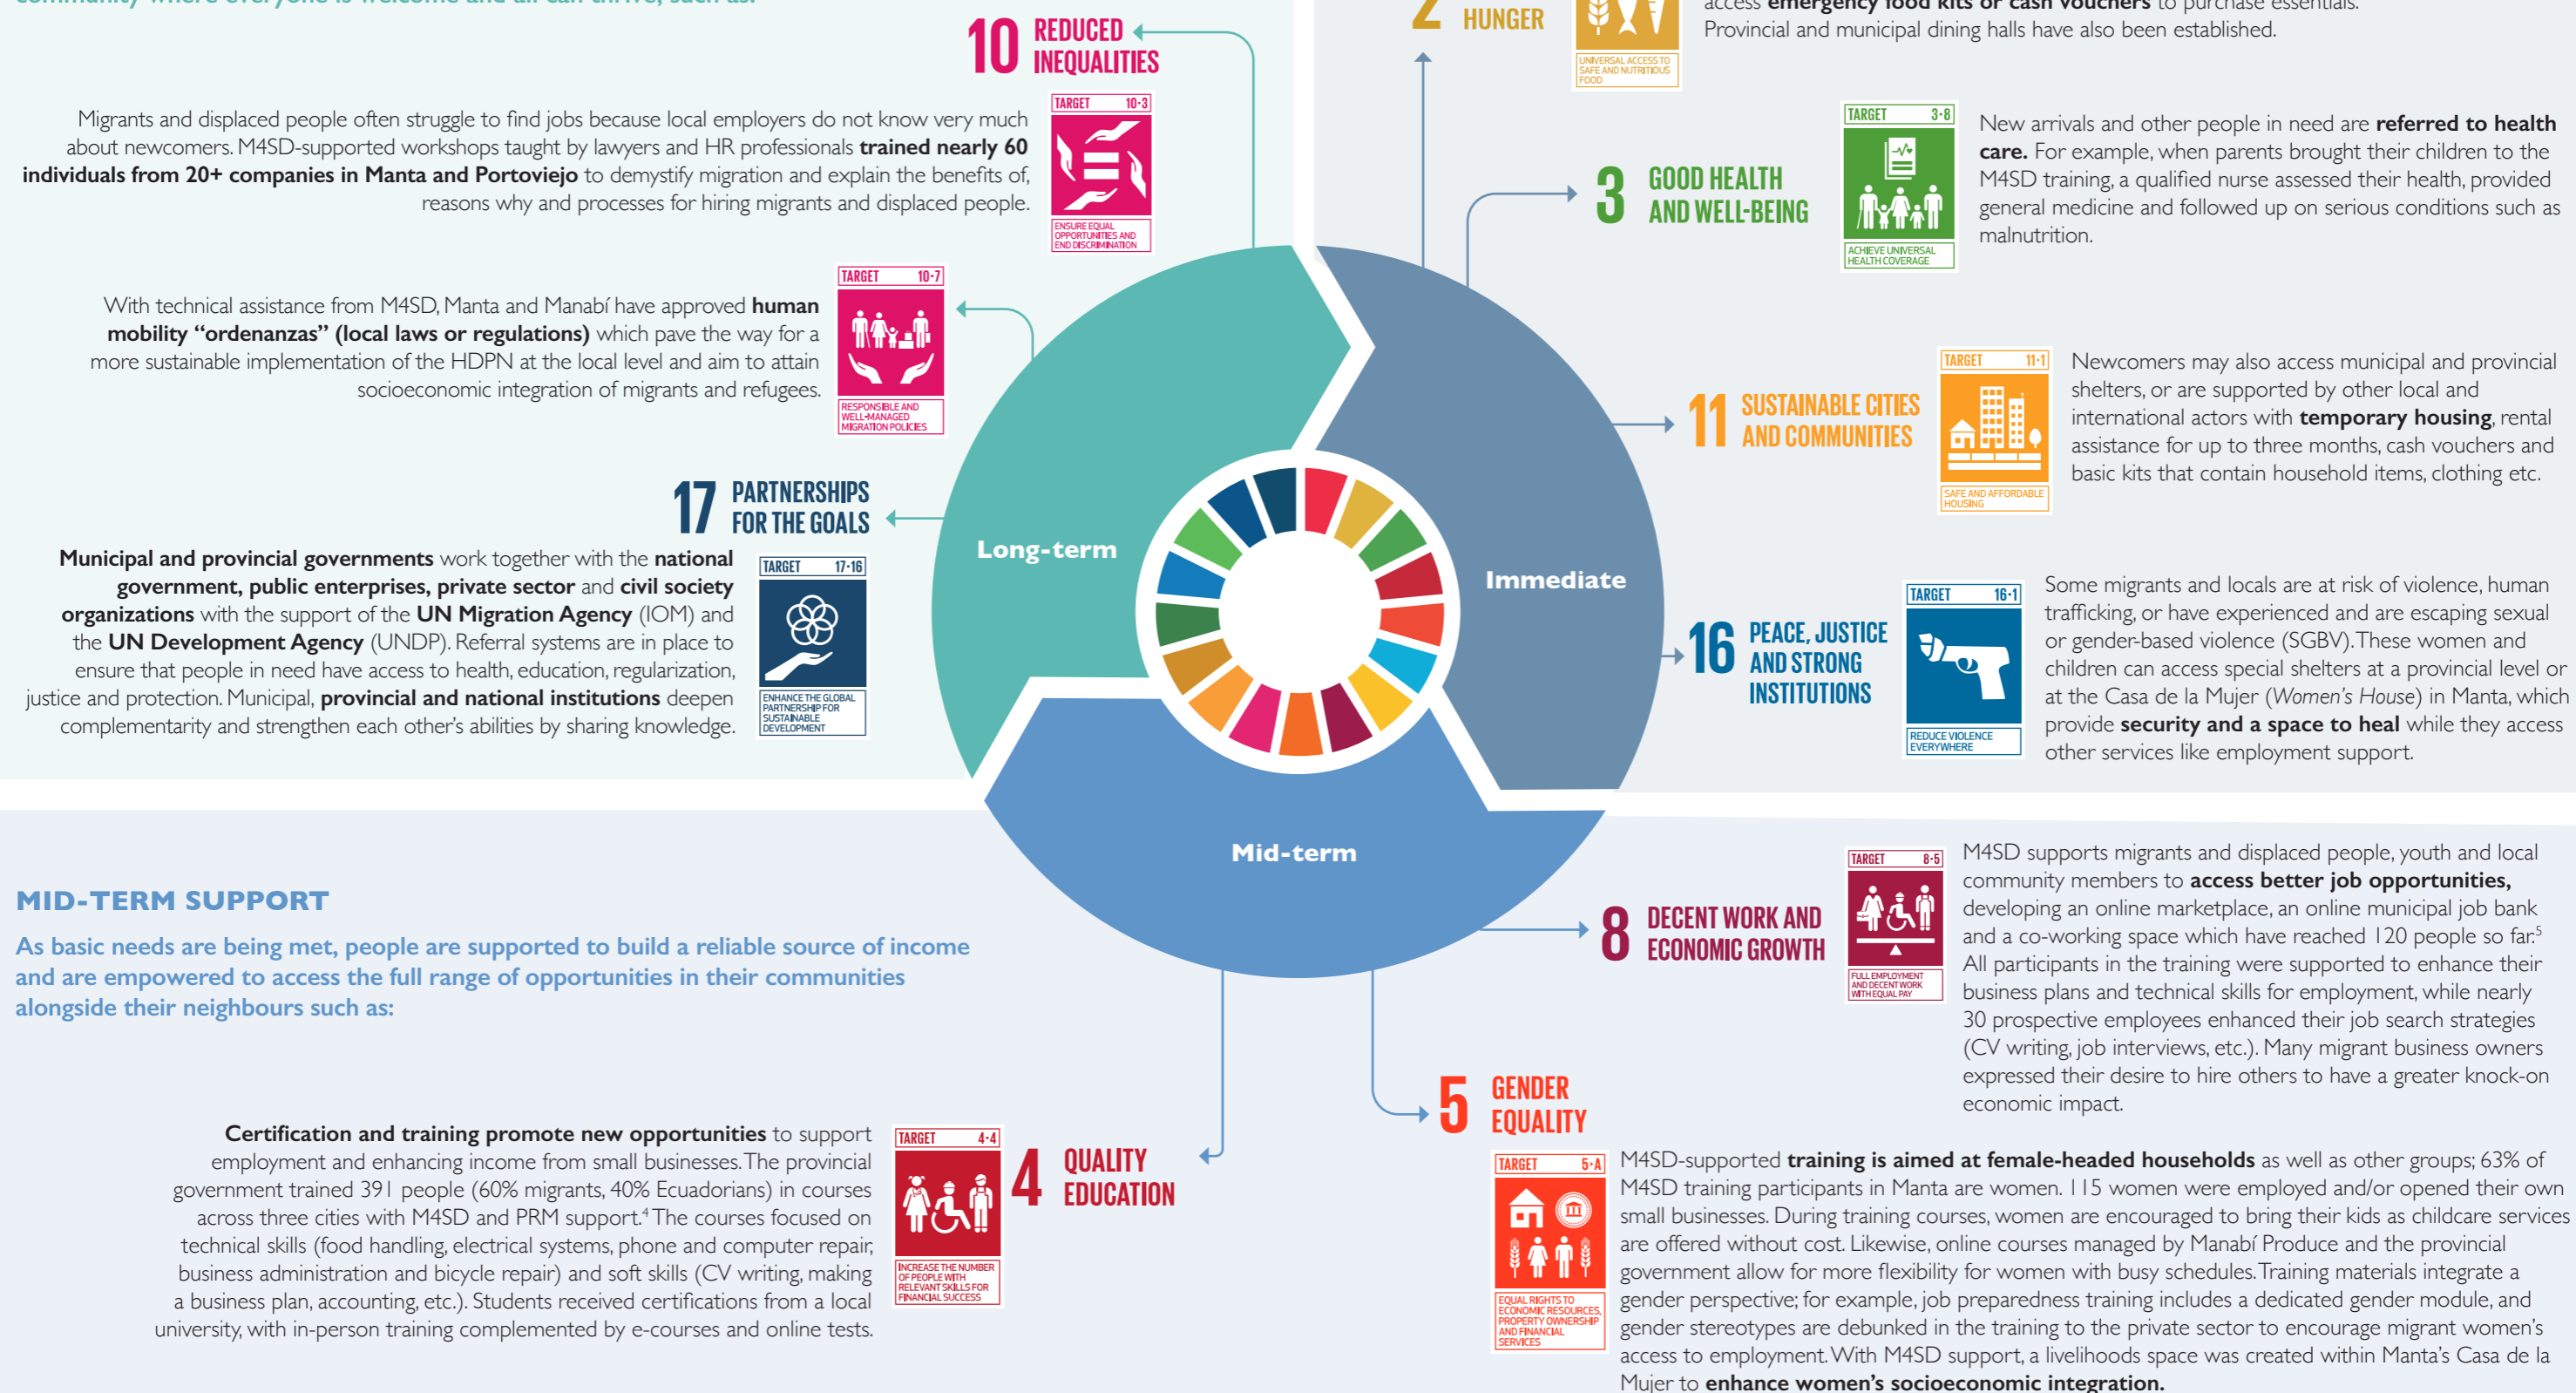 community where everyone is welcome and all can thrive, such as:
10 REDUCED
INEQUALITIES
Migrants and displaced people often struggle to find jobs because local employers do not know very much
about newcomers. M4SD-supported workshops taught by lawyers and HR professionals trained nearly 60
individuals from 20+ companies in Manta and Portoviejo to demystify migration and explain the benefits of,
reasons why and processes for hiring migrants and displaced people.
TARGET 10·3
ENSURE EQUAL
OPPORTUNITIES AND
END DISCRIMINATION
With technical assistance from M4SD, Manta and Manabí have approved human
mobility “ordenanzas” (local laws or regulations) which pave the way for a
more sustainable implementation of the HDPN at the local level and aim to attain
socioeconomic integration of migrants and refugees.
TARGET 10·7
RESPONSIBLE AND
WELL-MANAGED
MIGRATION POLICIES
17 PARTNERSHIPS
FOR THE GOALS
Municipal and provincial governments work together with the national
government, public enterprises, private sector and civil society
organizations with the support of the UN Migration Agency (IOM) and
the UN Development Agency (UNDP). Referral systems are in place to
ensure that people in need have access to health, education, regularization,
justice and protection. Municipal, provincial and national institutions deepen
complementarity and strengthen each other’s abilities by sharing knowledge.
TARGET 17·16
ENHANCE THE GLOBAL
PARTNERSHIP FOR
SUSTAINABLE
DEVELOPMENT
Long-term
Immediate
Mid-term
2 HUNGER
UNIVERSAL ACCESS TO
SAFE AND NUTRITIOUS
FOOD
access emergency food kits or cash vouchers to purchase essentials.
Provincial and municipal dining halls have also been established.
3 GOOD HEALTH
AND WELL-BEING
TARGET 3·8
ACHIEVE UNIVERSAL
HEALTH COVERAGE
New arrivals and other people in need are referred to health
care. For example, when parents brought their children to the
M4SD training, a qualified nurse assessed their health, provided
general medicine and followed up on serious conditions such as
malnutrition.
11 SUSTAINABLE CITIES
AND COMMUNITIES
TARGET 11·1
SAFE AND AFFORDABLE
HOUSING
Newcomers may also access municipal and provincial
shelters, or are supported by other local and
international actors with temporary housing, rental
assistance for up to three months, cash vouchers and
basic kits that contain household items, clothing etc.
16 PEACE, JUSTICE
AND STRONG
INSTITUTIONS
TARGET 16·1
REDUCE VIOLENCE
EVERYWHERE
Some migrants and locals are at risk of violence, human
trafficking, or have experienced and are escaping sexual
or gender-based violence (SGBV). These women and
children can access special shelters at a provincial level or
at the Casa de la Mujer (Women’s House) in Manta, which
provide security and a space to heal while they access
other services like employment support.
MID-TERM SUPPORT
As basic needs are being met, people are supported to build a reliable source of income
and are empowered to access the full range of opportunities in their communities
alongside their neighbours such as:
Certification and training promote new opportunities to support
employment and enhancing income from small businesses. The provincial
government trained 391 people (60% migrants, 40% Ecuadorians) in courses
across three cities with M4SD and PRM support.4 The courses focused on
technical skills (food handling, electrical systems, phone and computer repair,
business administration and bicycle repair) and soft skills (CV writing, making
a business plan, accounting, etc.). Students received certifications from a local
university, with in-person training complemented by e-courses and online tests.
TARGET 4·4
INCREASE THE NUMBER
OF PEOPLE WITH
RELEVANT SKILLS FOR
FINANCIAL SUCCESS
4 QUALITY
EDUCATION
8 DECENT WORK AND
ECONOMIC GROWTH
TARGET 8·5
FULL EMPLOYMENT
AND DECENT WORK
WITH EQUAL PAY
M4SD supports migrants and displaced people, youth and local
community members to access better job opportunities,
developing an online marketplace, an online municipal job bank
and a co-working space which have reached 120 people so far.5
All participants in the training were supported to enhance their
business plans and technical skills for employment, while nearly
30 prospective employees enhanced their job search strategies
(CV writing, job interviews, etc.). Many migrant business owners
expressed their desire to hire others to have a greater knock-on
economic impact.
5 GENDER
EQUALITY
TARGET 5·A
EQUAL RIGHTS TO
ECONOMIC RESOURCES,
PROPERTY OWNERSHIP
AND FINANCIAL
SERVICES
M4SD-supported training is aimed at female-headed households as well as other groups; 63% of
M4SD training participants in Manta are women. 115 women were employed and/or opened their own
small businesses. During training courses, women are encouraged to bring their kids as childcare services
are offered without cost. Likewise, online courses managed by Manabí Produce and the provincial
government allow for more flexibility for women with busy schedules. Training materials integrate a
gender perspective; for example, job preparedness training includes a dedicated gender module, and
gender stereotypes are debunked in the training to the private sector to encourage migrant women’s
access to employment. With M4SD support, a livelihoods space was created within Manta’s Casa de la
Mujer to enhance women’s socioeconomic integration.